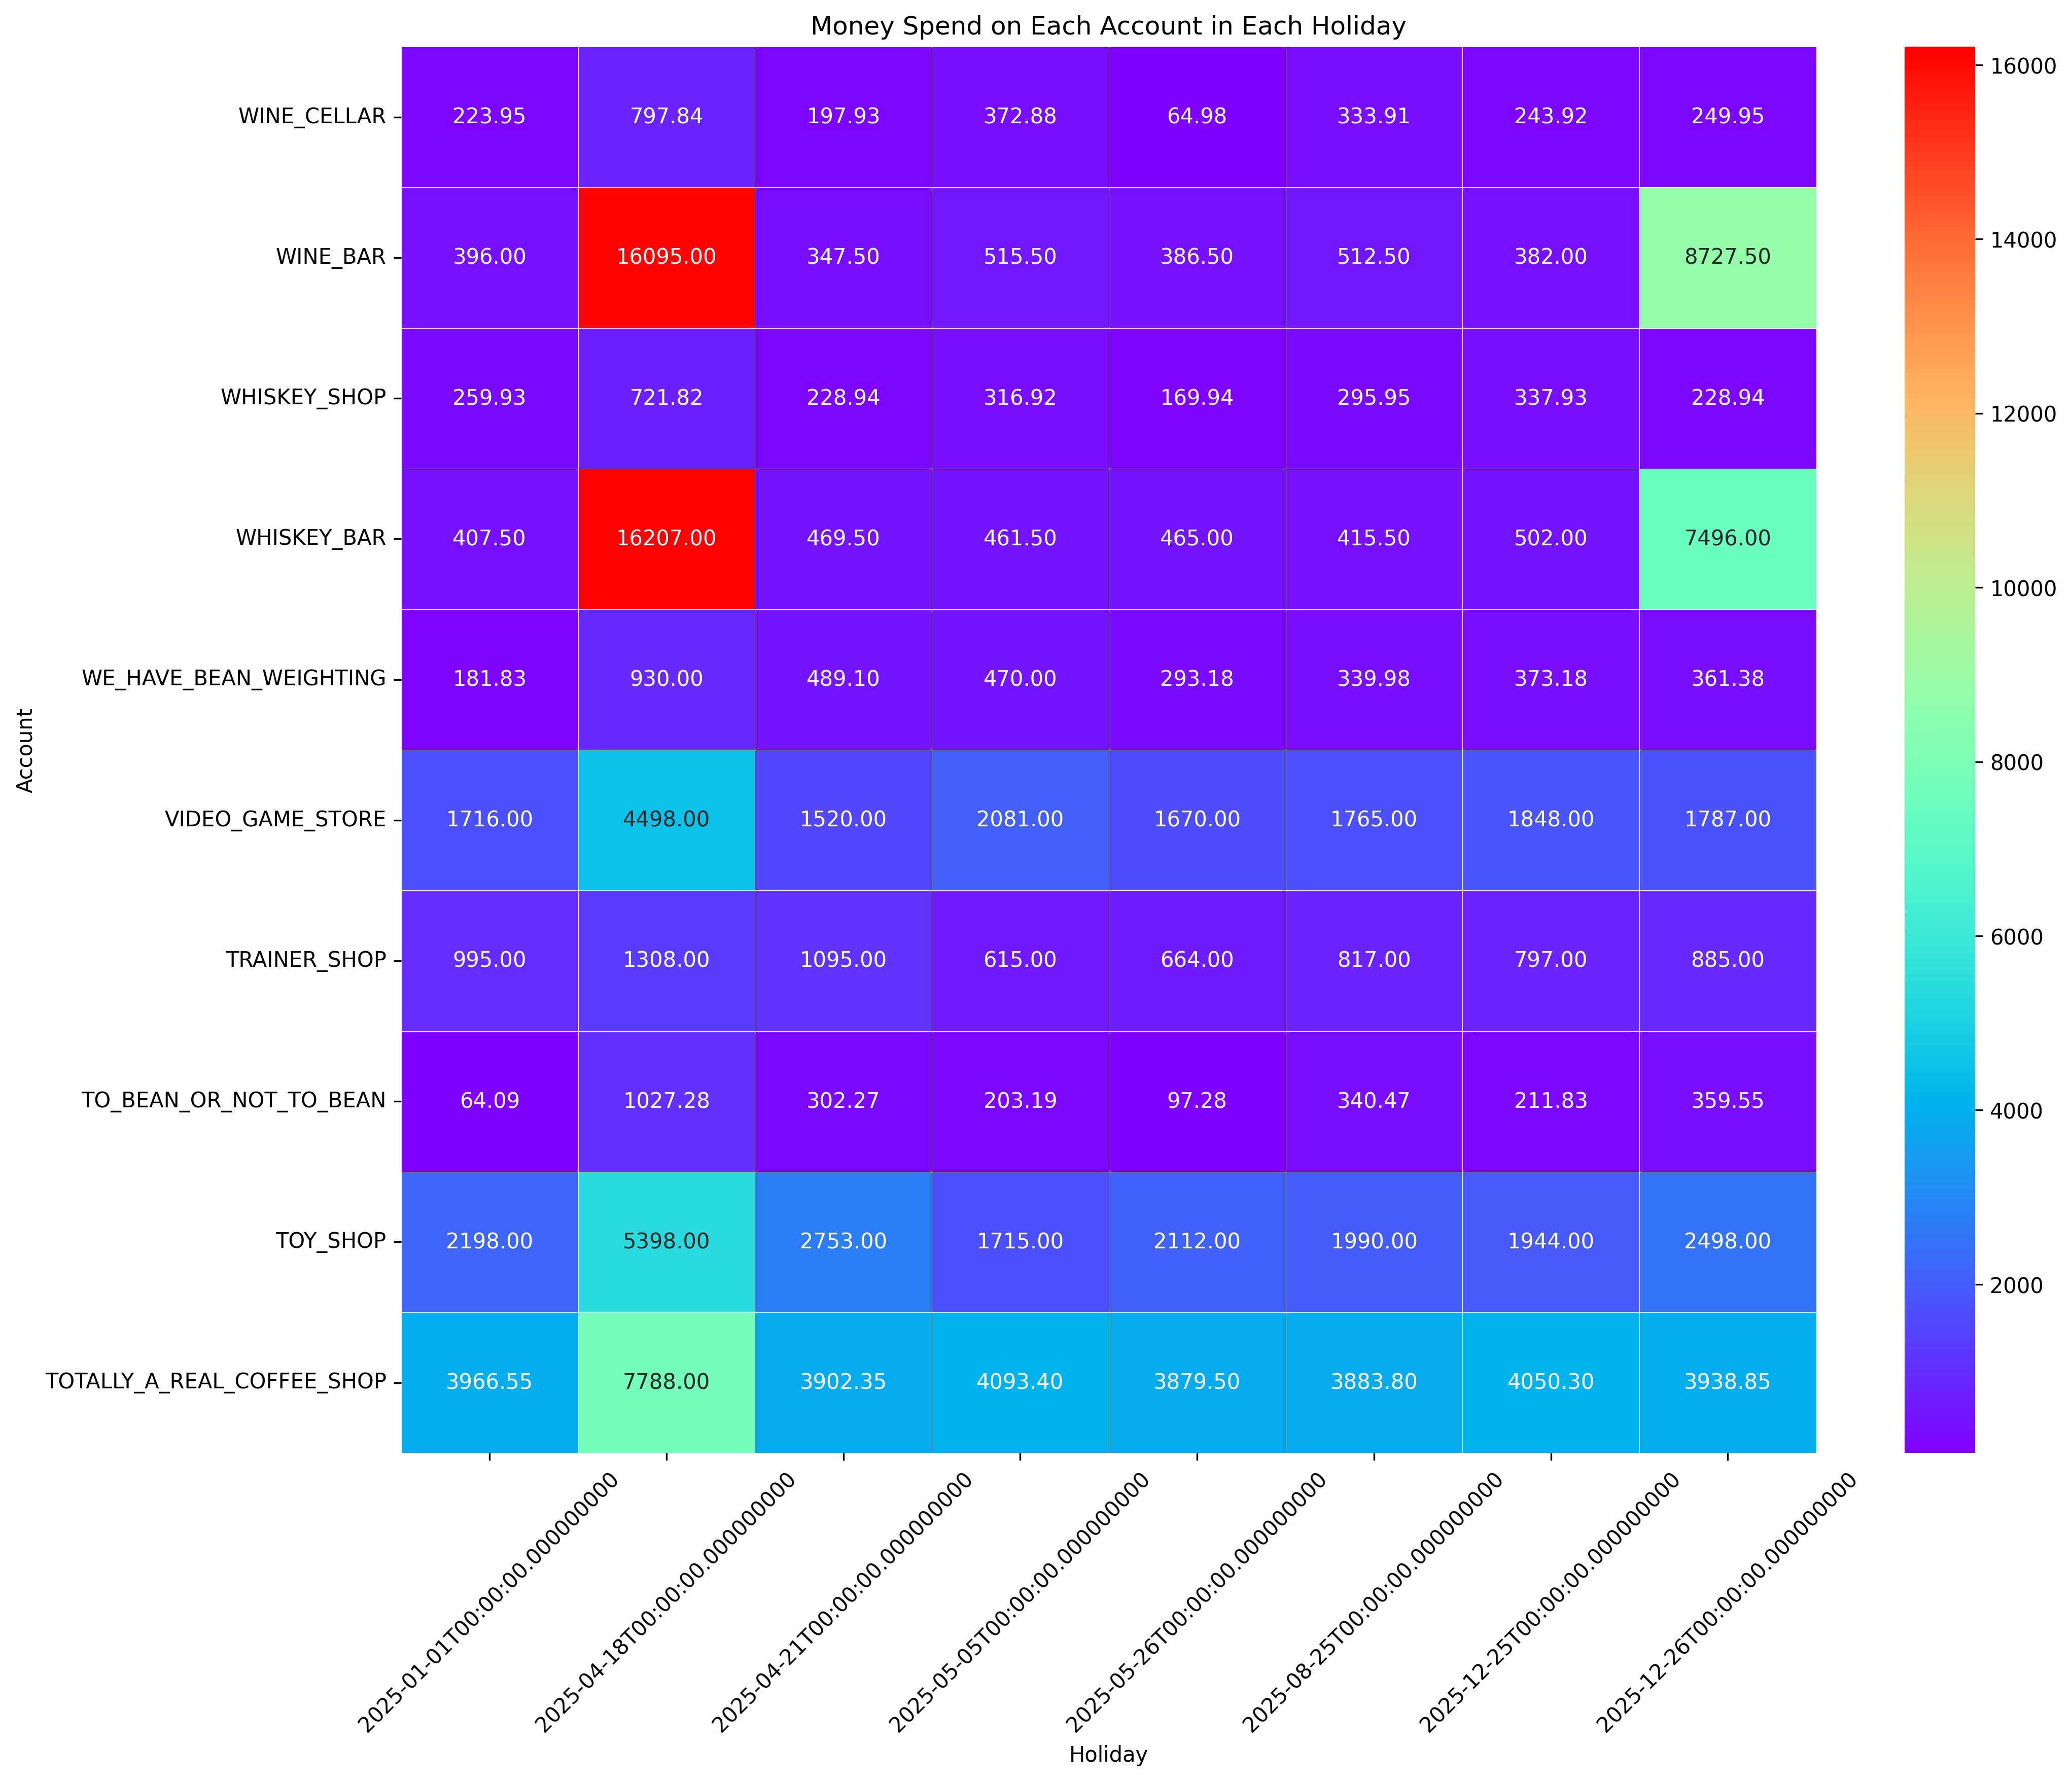 Money Spend on Each Account in Each Holiday
WINE_CELLAR 223.95 797.84 197.93 372.88 64.98 333.91 243.92 249.95
WINE_BAR 396.00 16095.00 347.50 515.50 386.50 512.50 382.00 8727.50
WHISKEY_SHOP 259.93 721.82 228.94 316.92 169.94 295.95 337.93 228.94
WHISKEY_BAR 407.50 16207.00 469.50 461.50 465.00 415.50 502.00 7496.00
WE_HAVE_BEAN_WEIGHTING 181.83 930.00 489.10 470.00 293.18 339.98 373.18 361.38
VIDEO_GAME_STORE 1716.00 4498.00 1520.00 2081.00 1670.00 1765.00 1848.00 1787.00
TRAINER_SHOP 995.00 1308.00 1095.00 615.00 664.00 817.00 797.00 885.00
TO_BEAN_OR_NOT_TO_BEAN 64.09 1027.28 302.27 203.19 97.28 340.47 211.83 359.55
TOY_SHOP 2198.00 5398.00 2753.00 1715.00 2112.00 1990.00 1944.00 2498.00
TOTALLY_A_REAL_COFFEE_SHOP 3966.55 7788.00 3902.35 4093.40 3879.50 3883.80 4050.30 3938.85
Account
2025-01-01T00:00:00.000000000
2025-04-18T00:00:00.000000000
2025-04-21T00:00:00.000000000
2025-05-05T00:00:00.000000000
2025-05-26T00:00:00.000000000
2025-08-25T00:00:00.000000000
2025-12-25T00:00:00.000000000
2025-12-26T00:00:00.000000000
Holiday
16000
14000
12000
10000
8000
6000
4000
2000